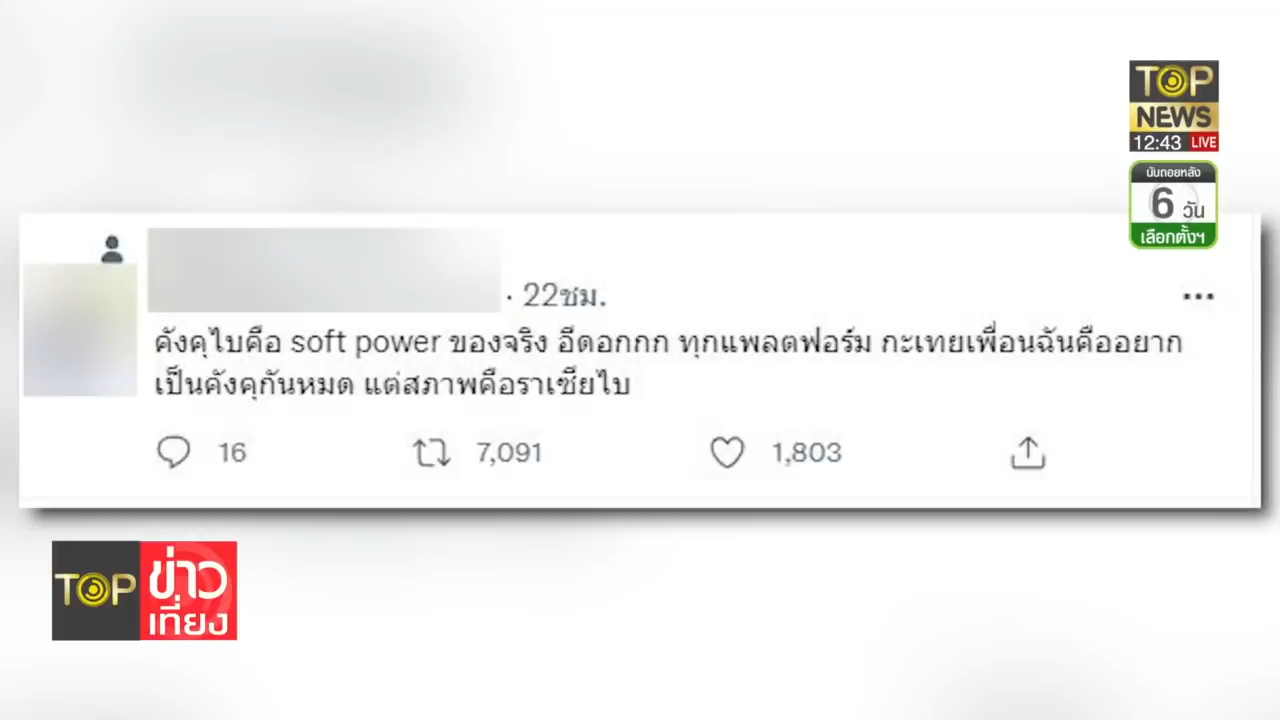 TOP
NEWS
12:43 LIVE
นับถอยหลัง
6 วัน
เลือกตั้งฯ
· 22ชม.
คังคุไบคือ soft power ของจริง อีดอกกก ทุกแพลตฟอร์ม กะเทยเพื่อนฉันคืออยาก
เป็นคังคุกันหมด แต่สภาพคือราเซียไบ
16 7,091 1,803
TOP ข่าว
เที่ยง